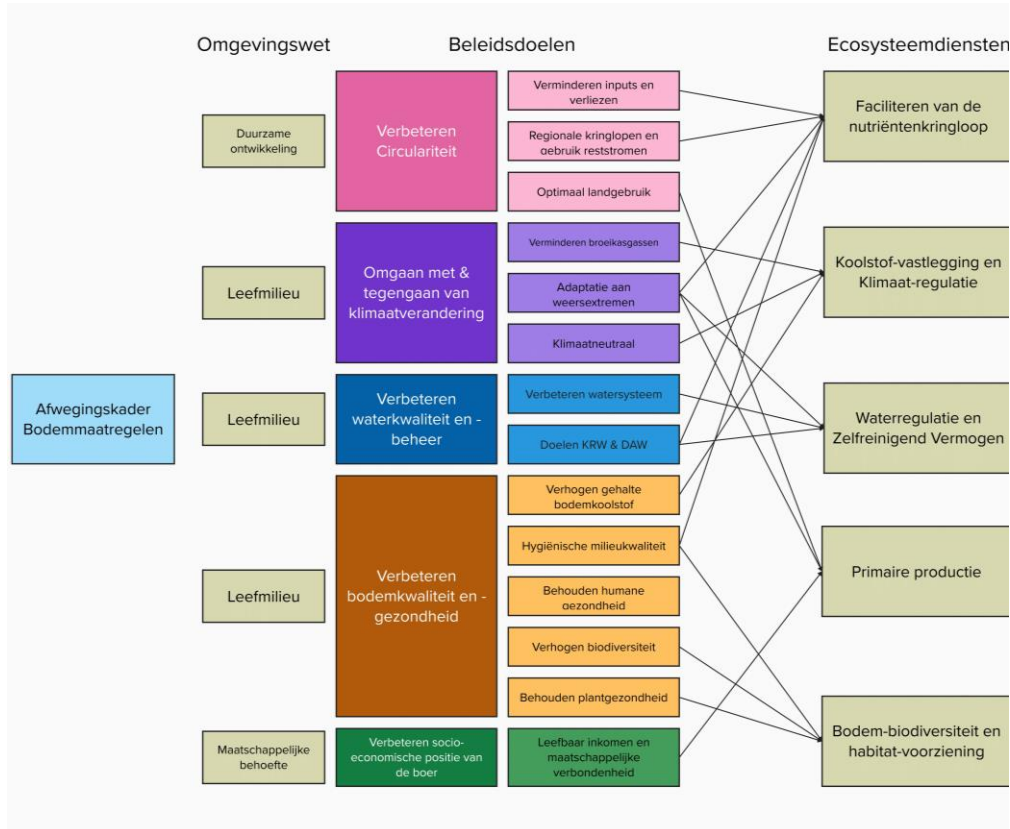 Omgevingswet
Beleidsdoelen
Ecosysteemdiensten
Afwegingskader
Bodemmaatregelen
Duurzame
ontwikkeling
Verbeteren
Circulariteit
Verminderen inputs en
verliezen
Regionale kringlopen en
gebruik reststromen
Optimaal landgebruik
Leefmilieu
Omgaan met &
tegengaan van
klimaatverandering
Verminderen broeikasgassen
Adaptatie aan
weersextremen
Klimaatneutraal
Leefmilieu
Verbeteren
waterkwaliteit en -
beheer
Verbeteren watersysteem
Doelen KRW & DAW
Leefmilieu
Verbeteren
bodemkwaliteit en -
gezondheid
Verhogen gehalte
bodemkoolstof
Hygiënische milieukwaliteit
Behouden humane
gezondheid
Verhogen biodiversiteit
Behouden plantgezondheid
Maatschappelijke
behoefte
Verbeteren socio-
economische positie van
de boer
Leefbaar inkomen en
maatschappelijke
verbondenheid
Faciliteren van de
nutriëntenkringloop
Koolstof-vastlegging en
Klimaat-regulatie
Waterregulatie en
Zelfreinigend Vermogen
Primaire productie
Bodem-biodiversiteit en
habitat-voorziening